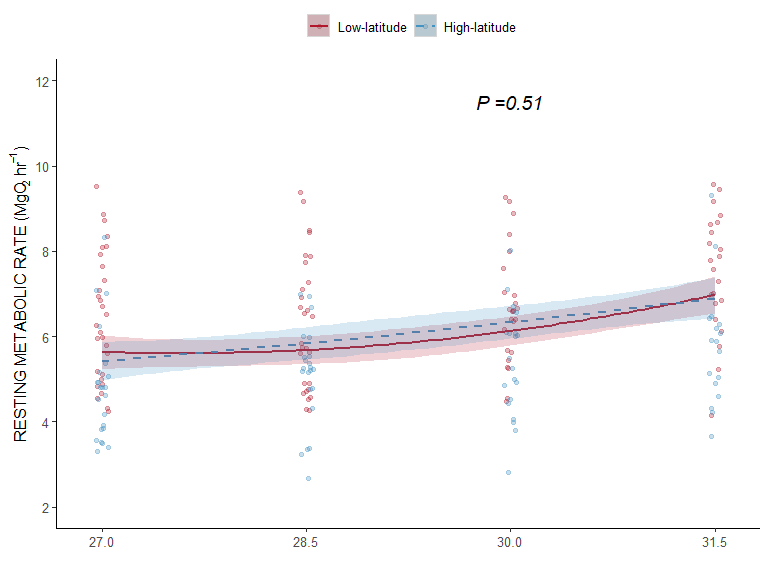 Low-latitude High-latitude
P =0.51
RESTING METABOLIC RATE (MgO₂ hr⁻¹)
12
10
8
6
4
2
27.0 28.5 30.0 31.5